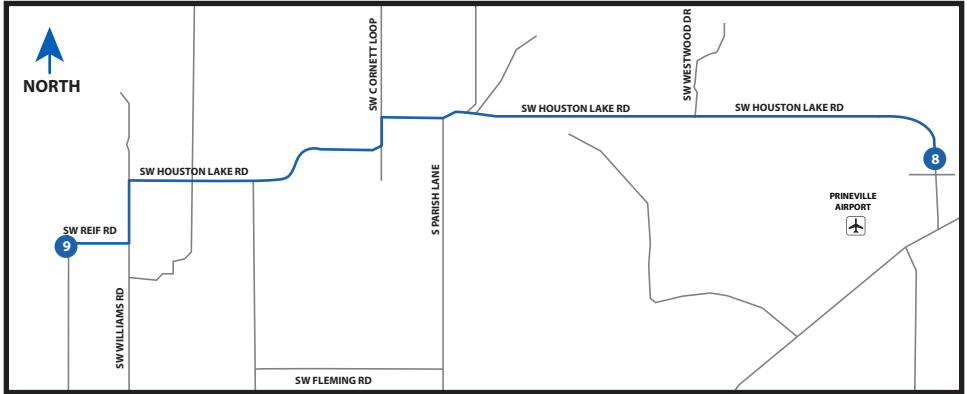 NORTH
SW C ORNETT LOOP
SW WESTWOOD DR
SW HOUSTON LAKE RD
SW HOUSTON LAKE RD
8
SW HOUSTON LAKE RD
S PARISH LANE
PRINEVILLE
AIRPORT
SW REIF RD
9
SW WILLIAMS RD
SW FLEMING RD